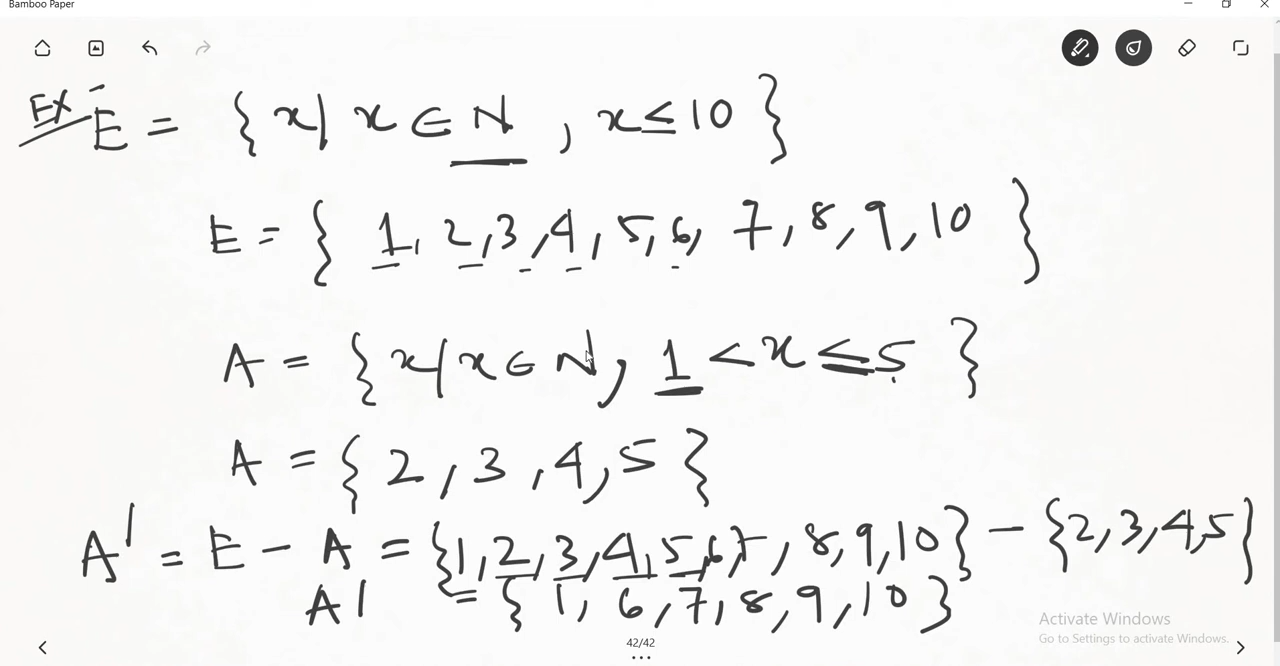 Bamboo Paper
Ex E = { x | x ∈ N , x ≤ 10 }
E = { 1, 2, 3, 4, 5, 6, 7, 8, 9, 10 }
A = { x / x ∈ N, 1 < x ≤ 5 }
A = { 2, 3, 4, 5 }
A' = E - A = { 1, 2, 3, 4, 5, 6, 7, 8, 9, 10 } - { 2, 3, 4, 5 }
A' = { 1, 6, 7, 8, 9, 10 }
Activate Windows
Go to Settings to activate Windows.
42/42